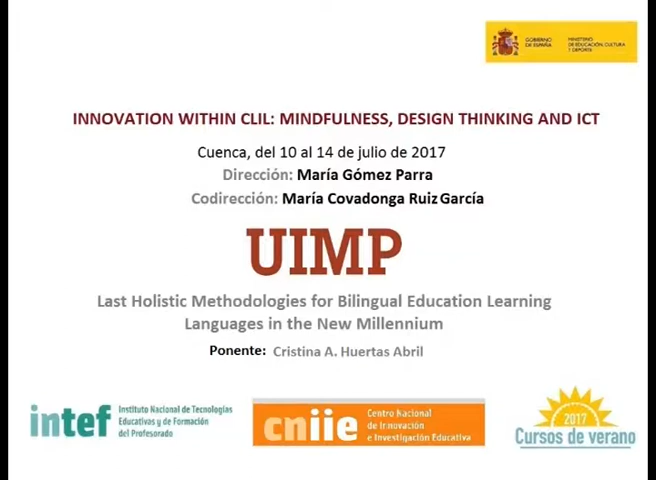 GOBIERNO
DE ESPAÑA
MINISTERIO
DE EDUCACIÓN, CULTURA
Y DEPORTE
INNOVATION WITHIN CLIL: MINDFULNESS, DESIGN THINKING AND ICT
Cuenca, del 10 al 14 de julio de 2017
Dirección: María Gómez Parra
Codirección: María Covadonga Ruiz García
UIMP
Last Holistic Methodologies for Bilingual Education Learning
Languages in the New Millennium
Ponente: Cristina A. Huertas Abril
intef
Instituto Nacional de Tecnologías
Educativas y de Formación
del Profesorado
cniie
Centro Nacional
de Innovación
e Investigación Educativa
2017
Cursos de verano